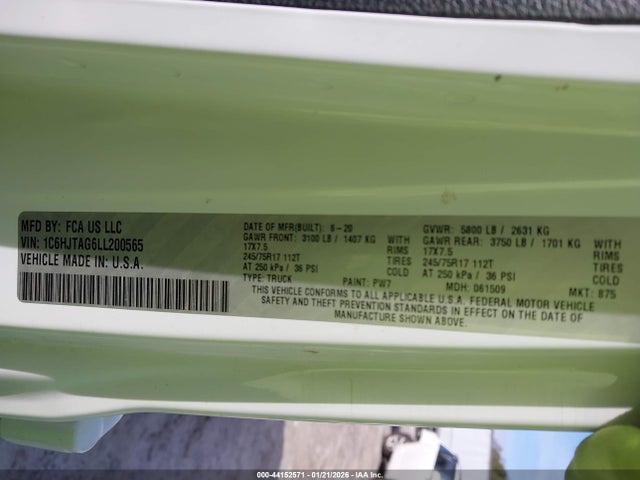 MFD BY: FCA US LLC
VIN: 1C6HJTAG6LL200565
VEHICLE MADE IN: U.S.A.
DATE OF MFR(BUILT): 6-20
GAWR FRONT: 3100 LB / 1407 KG WITH
17X7.5 RIMS
245/75R17 112T TIRES
AT 250 kPa / 36 PSI COLD
TYPE: TRUCK PAINT: PW7
GVWR: 5800 LB / 2631 KG
GAWR REAR: 3750 LB / 1701 KG WITH
17X7.5 RIMS
245/75R17 112T TIRES
AT 250 kPa / 36 PSI COLD
MDH: 061509 MKT: 875
THIS VEHICLE CONFORMS TO ALL APPLICABLE U.S.A. FEDERAL MOTOR VEHICLE
SAFETY AND THEFT PREVENTION STANDARDS IN EFFECT ON THE DATE OF
MANUFACTURE SHOWN ABOVE.
000-44152571 - 01/21/2026 - IAAI.CA